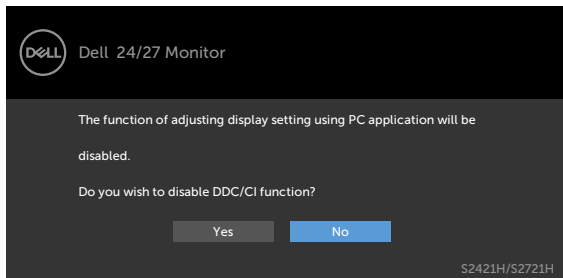 DELL
Dell 24/27 Monitor
The function of adjusting display setting using PC application will be
disabled.
Do you wish to disable DDC/CI function?
Yes No
S2421H/S2721H